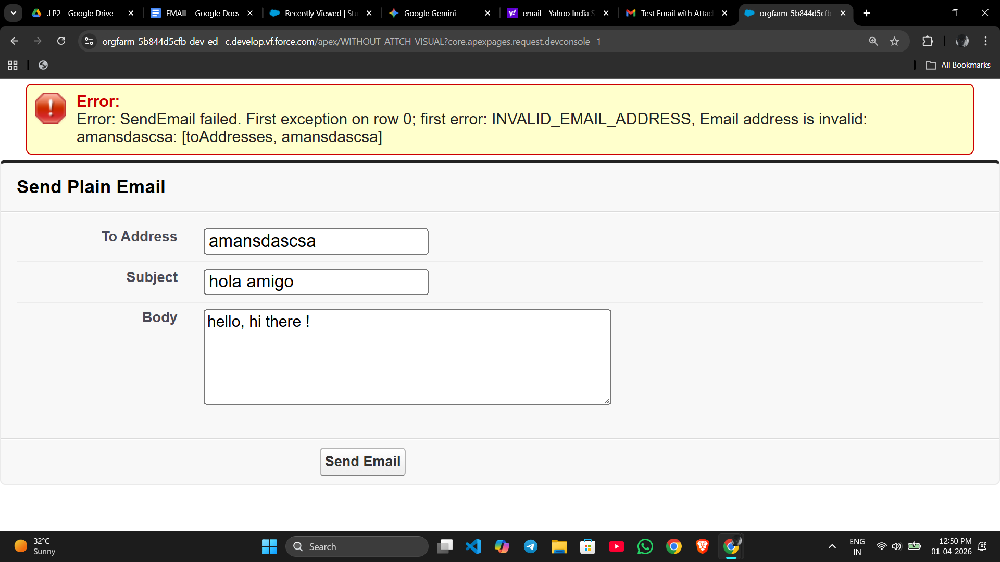 .LP2 - Google Drive
EMAIL - Google Docs
Recently Viewed | Stu
Google Gemini
email - Yahoo India S
Test Email with Attac
orgfarm-5b844d5cfb
orgfarm-5b844d5cfb-dev-ed--c.develop.vf.force.com/apex/WITHOUT_ATTCH_VISUAL?core.apexpages.request.devconsole=1
All Bookmarks
Error:
Error: SendEmail failed. First exception on row 0; first error: INVALID_EMAIL_ADDRESS, Email address is invalid:
amansdascsa: [toAddresses, amansdascsa]
Send Plain Email
To Address amansdascsa
Subject hola amigo
Body hello, hi there !
Send Email
32°C
Sunny
Search
ENG
IN
12:50 PM
01-04-2026